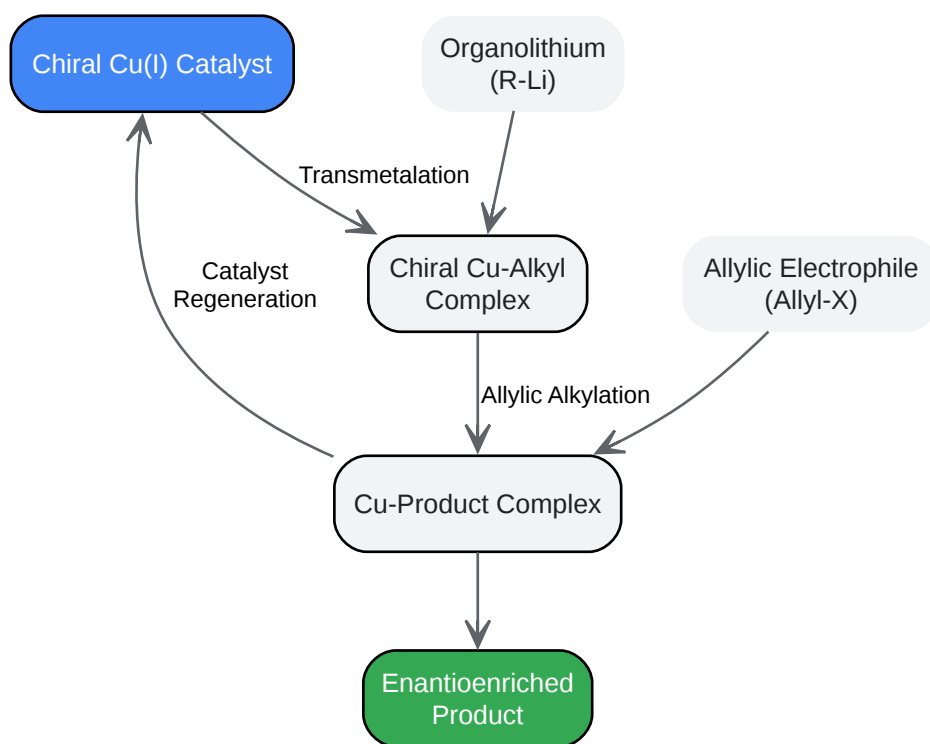 Chiral Cu(I) Catalyst
Organolithium
(R-Li)
Transmetalation
Chiral Cu-Alkyl
Complex
Allylic Electrophile
(Allyl-X)
Catalyst
Regeneration
Allylic Alkylation
Cu-Product Complex
Enantioenriched
Product